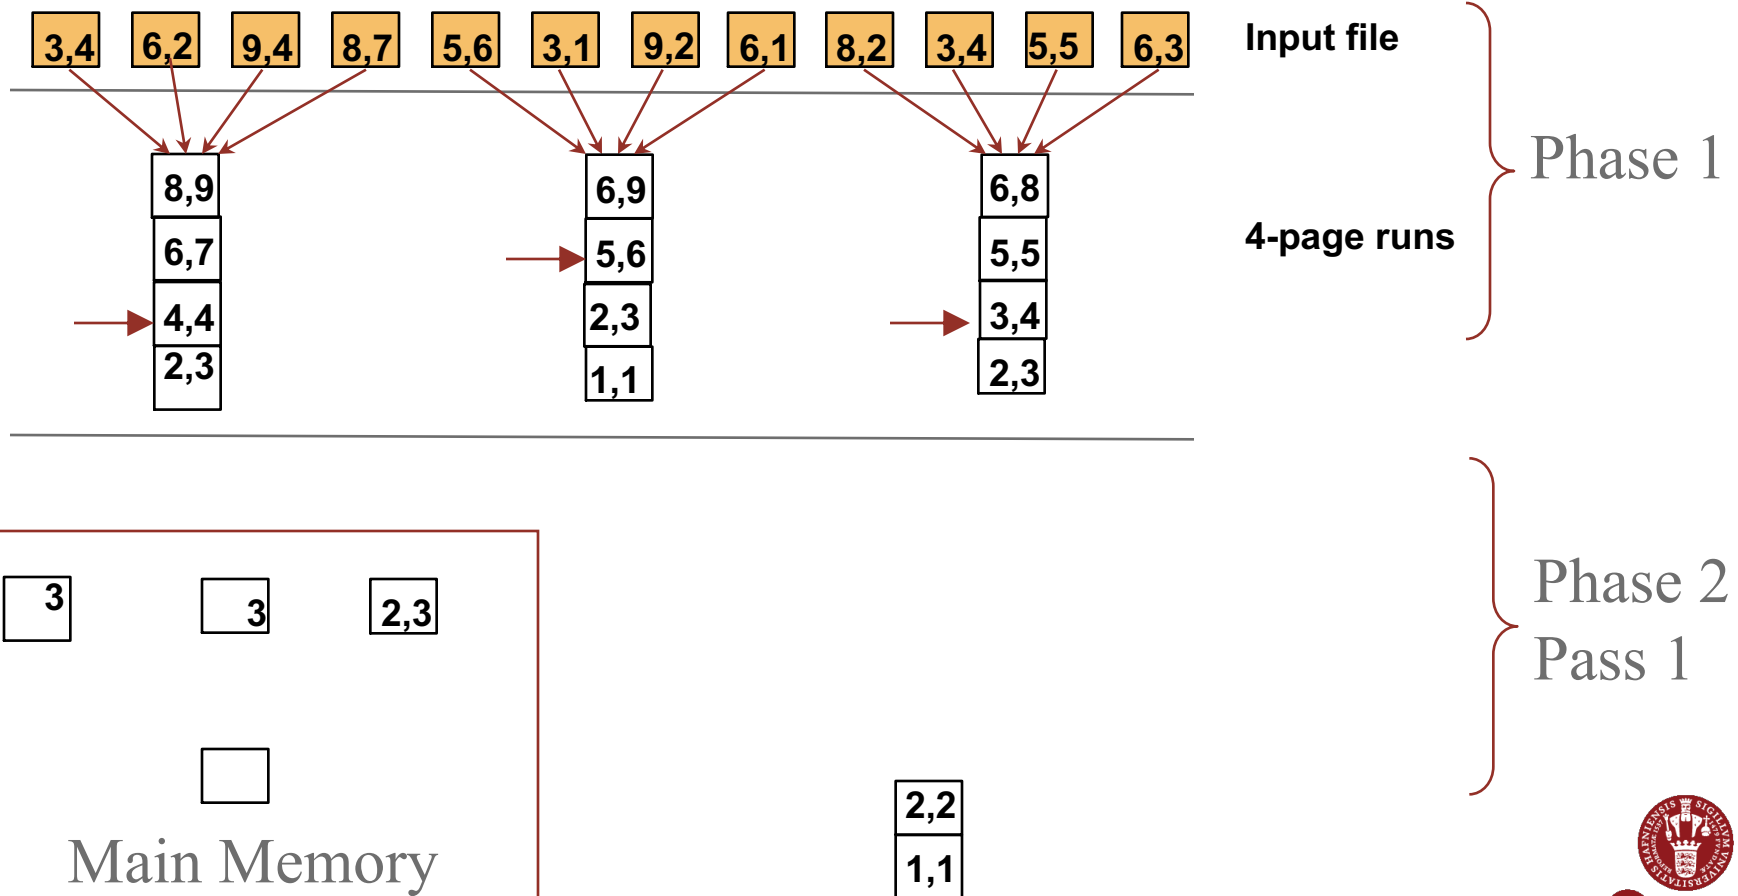 3,4 6,2 9,4 8,7 5,6 3,1 9,2 6,1 8,2 3,4 5,5 6,3 Input file
Phase 1
8,9 6,9 6,8
6,7 5,6 5,5 4-page runs
4,4 2,3 3,4
2,3 1,1 2,3
3 3 2,3
Phase 2
Pass 1
2,2
Main Memory 1,1